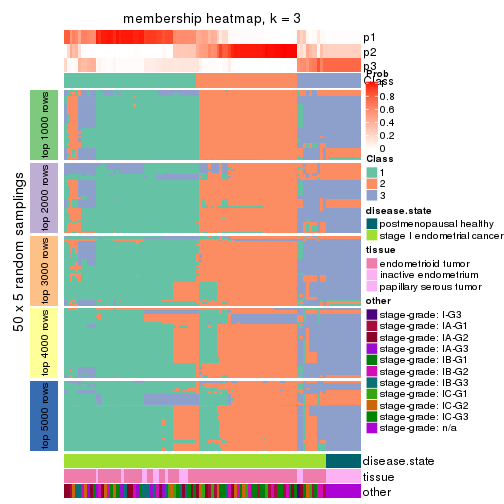 membership heatmap, k = 3
p1
p2
p3
Class
Prob
1
0.8
0.6
0.4
0.2
0
Class
1
2
3
disease.state
postmenopausal healthy
stage I endometrial cancer
tissue
endometrioid tumor
inactive endometrium
papillary serous tumor
other
stage-grade: I-G3
stage-grade: IA-G1
stage-grade: IA-G2
stage-grade: IA-G3
stage-grade: IB-G1
stage-grade: IB-G2
stage-grade: IB-G3
stage-grade: IC-G1
stage-grade: IC-G2
stage-grade: IC-G3
stage-grade: n/a
50 x 5 random samplings
top 1000 rows
top 2000 rows
top 3000 rows
top 4000 rows
top 5000 rows
disease.state
tissue
other